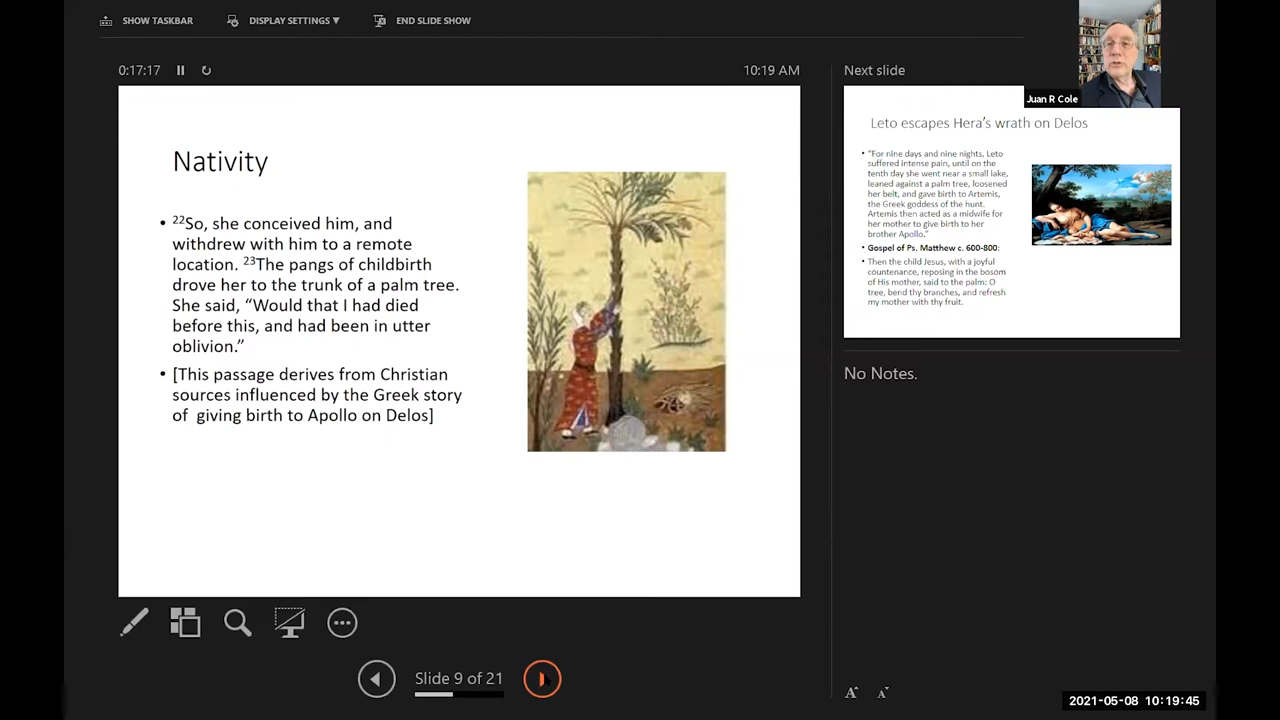 SHOW TASKBAR
DISPLAY SETTINGS ▼
END SLIDE SHOW
0:17:17
10:19 AM
Nativity
• ²²So, she conceived him, and
withdrew with him to a remote
location. ²³The pangs of childbirth
drove her to the trunk of a palm tree.
She said, “Would that I had died
before this, and had been in utter
oblivion.”
• [This passage derives from Christian
sources influenced by the Greek story
of giving birth to Apollo on Delos]
Slide 9 of 21
Next slide
Juan R Cole
Leto escapes Hera’s wrath on Delos
• “For nine days and nine nights, Leto
suffered intense pain, until on the
tenth day she went near a small lake,
leaned against a palm tree, loosened
her belt, and gave birth to Artemis,
the Greek goddess of the hunt.
Artemis then acted as a midwife for
her mother to give birth to her
brother Apollo.”
• Gospel of Ps. Matthew c. 600-800:
• Then the child Jesus, with a joyful
countenance, reposing in the bosom
of His mother, said to the palm: O
tree, bend thy branches, and refresh
my mother with thy fruit.
No Notes.
A A
2021-05-08 10:19:45